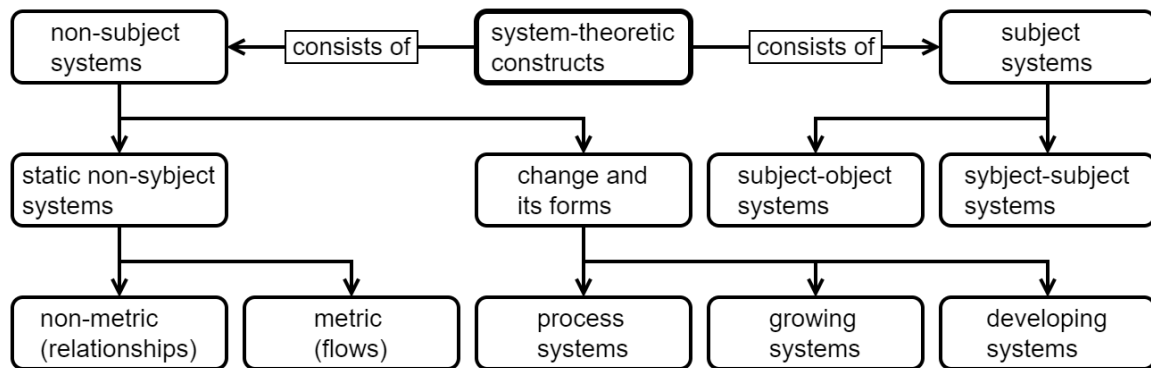 non-subject
systems
consists of
system-theoretic
constructs
consists of
subject
systems
static non-sybject
systems
change and
its forms
subject-object
systems
sybject-subject
systems
non-metric
(relationships)
metric
(flows)
process
systems
growing
systems
developing
systems